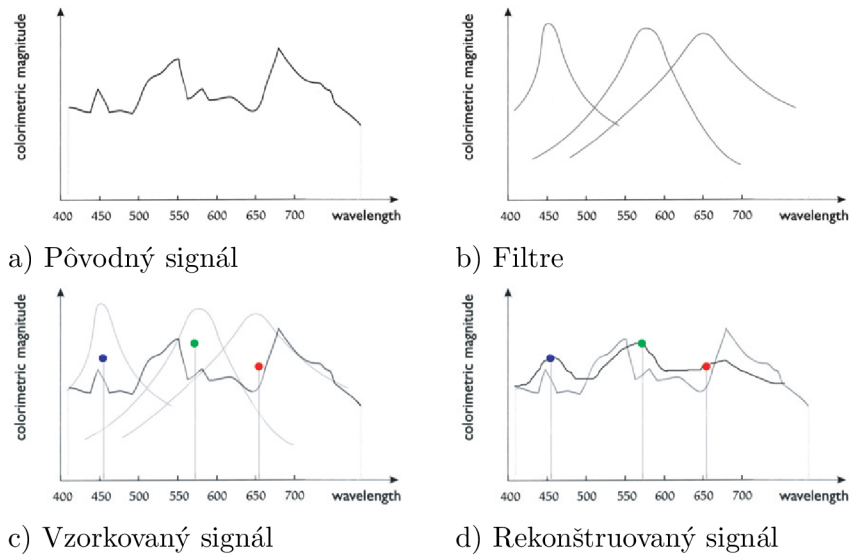 colorimetric magnitude
400 450 500 550 600 650 700 wavelength
a) Pôvodný signál
colorimetric magnitude
400 450 500 550 600 650 700 wavelength
b) Filtre
colorimetric magnitude
400 450 500 550 600 650 700 wavelength
c) Vzorkovaný signál
colorimetric magnitude
400 450 500 550 600 650 700 wavelength
d) Rekonštruovaný signál